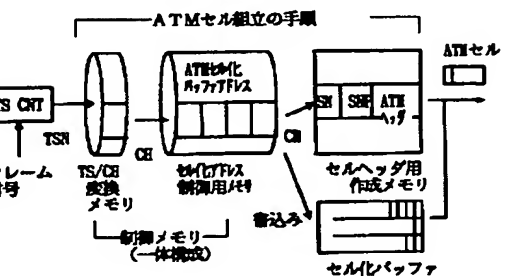 ATMセル組立の手順
ATMセル
ATMセル化
バッファアドレス
TS CNT
SN SNP ATM
ヘッダ
TSN
CH
CH
レーム
号
TS/CH
変換
メモリ
セル化アドレス
制御用メモリ
セルヘッダ用
作成メモリ
書込み
制御メモリ
(一体構成)
セル化バッファ